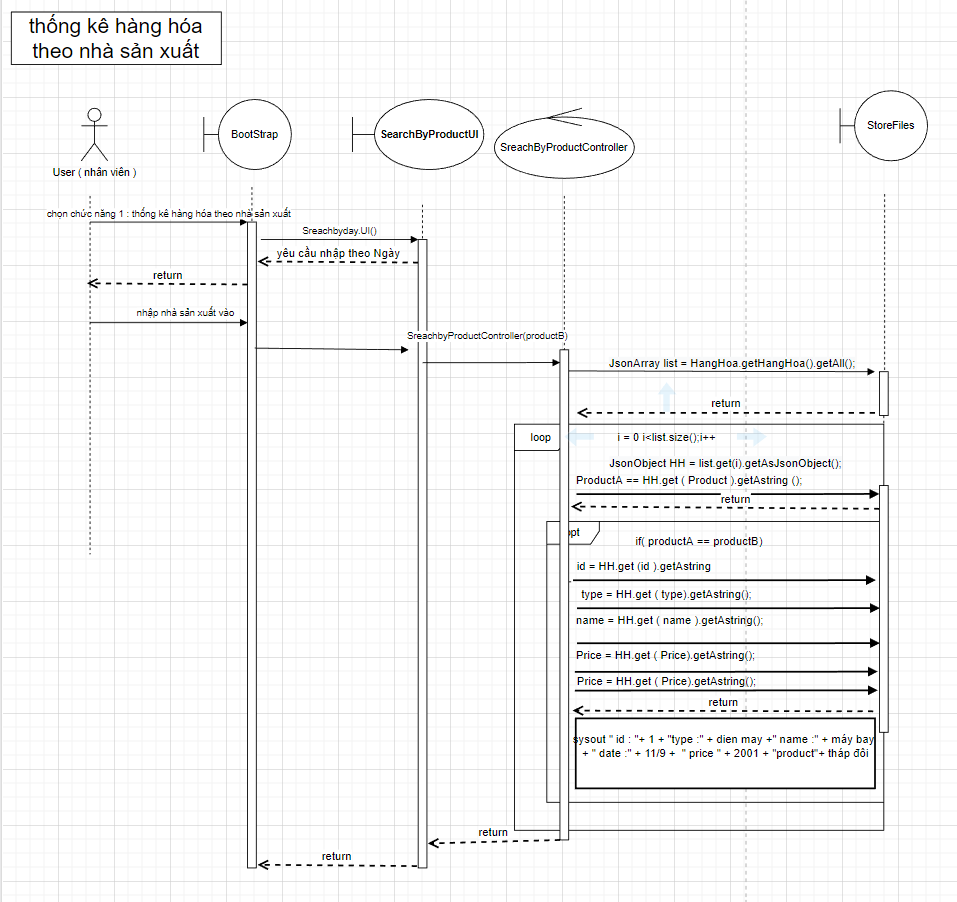 thống kê hàng hóa
theo nhà sản xuất
BootStrap
SearchByProductUI
SreachByProductController
StoreFiles
User ( nhân viên )
chọn chức năng 1 : thống kê hàng hóa theo nhà sản xuất
Sreachbyday.UI()
yêu cầu nhập theo Ngày
return
nhập nhà sản xuất vào
SreachbyProductController(productB)
JsonArray list = HangHoa.getHangHoa().getAll();
return
loop
i = 0 i<list.size();i++
JsonObject HH = list.get(i).getAsJsonObject();
ProductA == HH.get ( Product ).getAstring ();
return
opt
if( productA == productB)
id = HH.get (id ).getAstring
type = HH.get ( type).getAstring();
name = HH.get ( name ).getAstring();
Price = HH.get ( Price).getAstring();
Price = HH.get ( Price).getAstring();
return
sysout " id : "+ 1 + "type :" + dien may +" name :" + máy bay
+ " date :" + 11/9 + " price " + 2001 + "product"+ tháp đôi
return
return